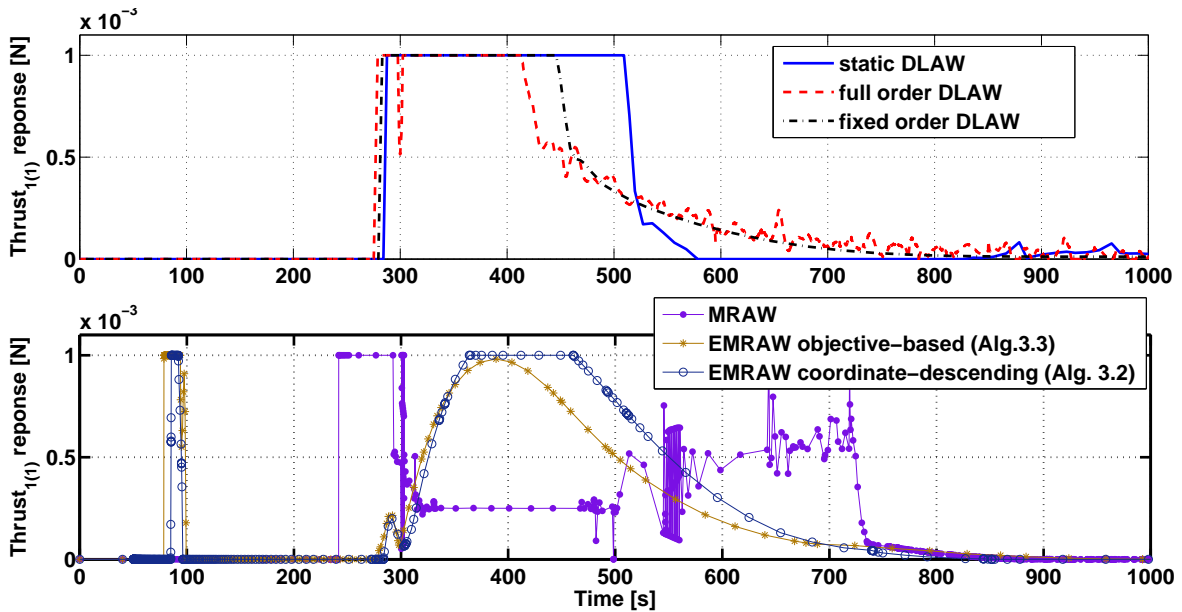 x 10⁻³
Thrust₁₍₁₎ reponse [N]
1
0.5
0
static DLAW
full order DLAW
fixed order DLAW
0 100 200 300 400 500 600 700 800 900 1000
x 10⁻³
Thrust₁₍₁₎ reponse [N]
1
0.5
0
MRAW
EMRAW objective−based (Alg.3.3)
EMRAW coordinate−descending (Alg. 3.2)
0 100 200 300 400 500 600 700 800 900 1000
Time [s]